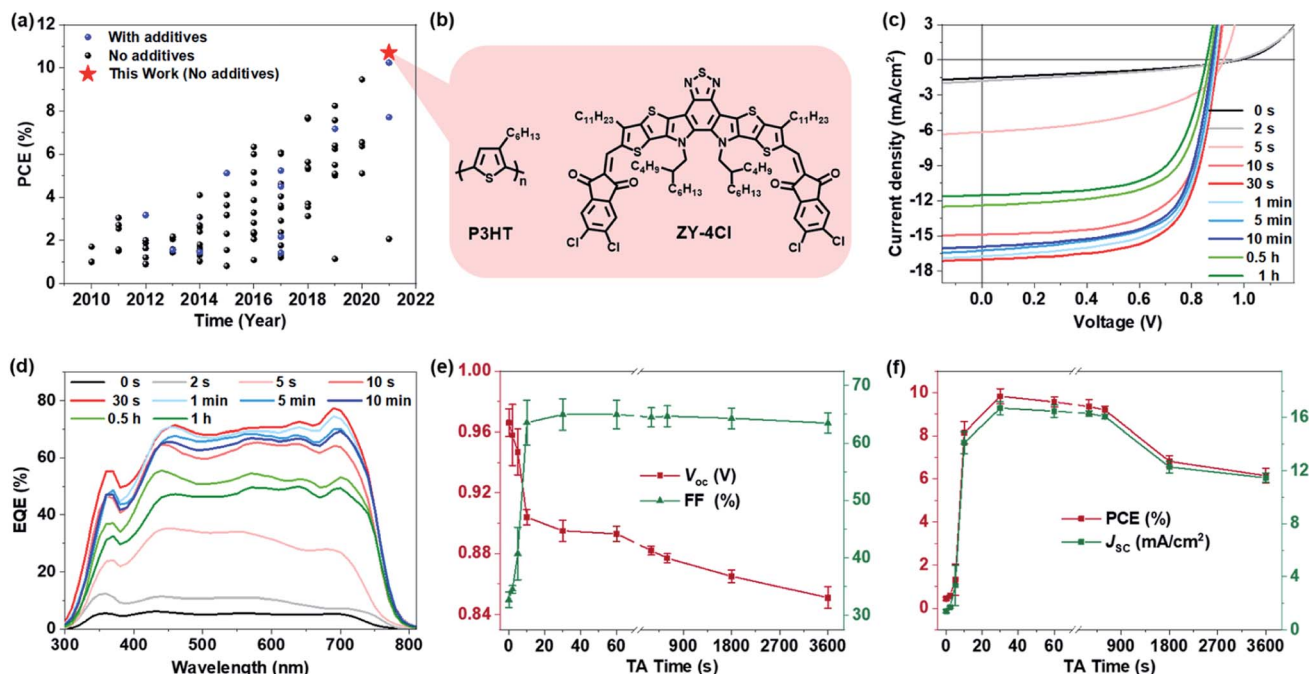 (a)
12
10
8
6
4
2
0
PCE (%)
With additives
No additives
This Work (No additives)
2010 2012 2014 2016 2018 2020 2022
Time (Year)
(b)
C6H13
S
n
P3HT
S
N N
S S
C11H23 C11H23
S N N S
C4H9 C4H9
O O
C6H13 C6H13
O O
Cl Cl Cl Cl
ZY-4Cl
(c)
3
0
-3
-6
-9
-12
-15
-18
Current density (mA/cm²)
0 s
2 s
5 s
10 s
30 s
1 min
5 min
10 min
0.5 h
1 h
0.0 0.2 0.4 0.6 0.8 1.0
Voltage (V)
(d)
80
60
40
20
0
EQE (%)
0 s 2 s 5 s 10 s
30 s 1 min 5 min 10 min
0.5 h 1 h
300 400 500 600 700 800
Wavelength (nm)
(e)
1.00
0.96
0.92
0.88
0.84
Voc (V)
FF (%)
70
60
50
40
30
0 20 40 60 900 1800 2700 3600
TA Time (s)
(f)
10
8
6
4
2
0
PCE (%)
JSC (mA/cm²)
16
12
8
4
0
0 20 40 60 900 1800 2700 3600
TA Time (s)